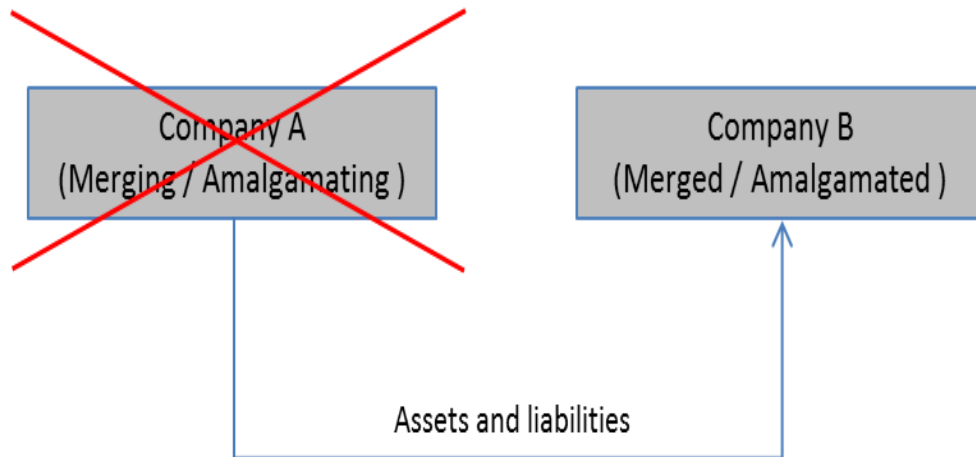 Company A
(Merging / Amalgamating )
Company B
(Merged / Amalgamated )
Assets and liabilities